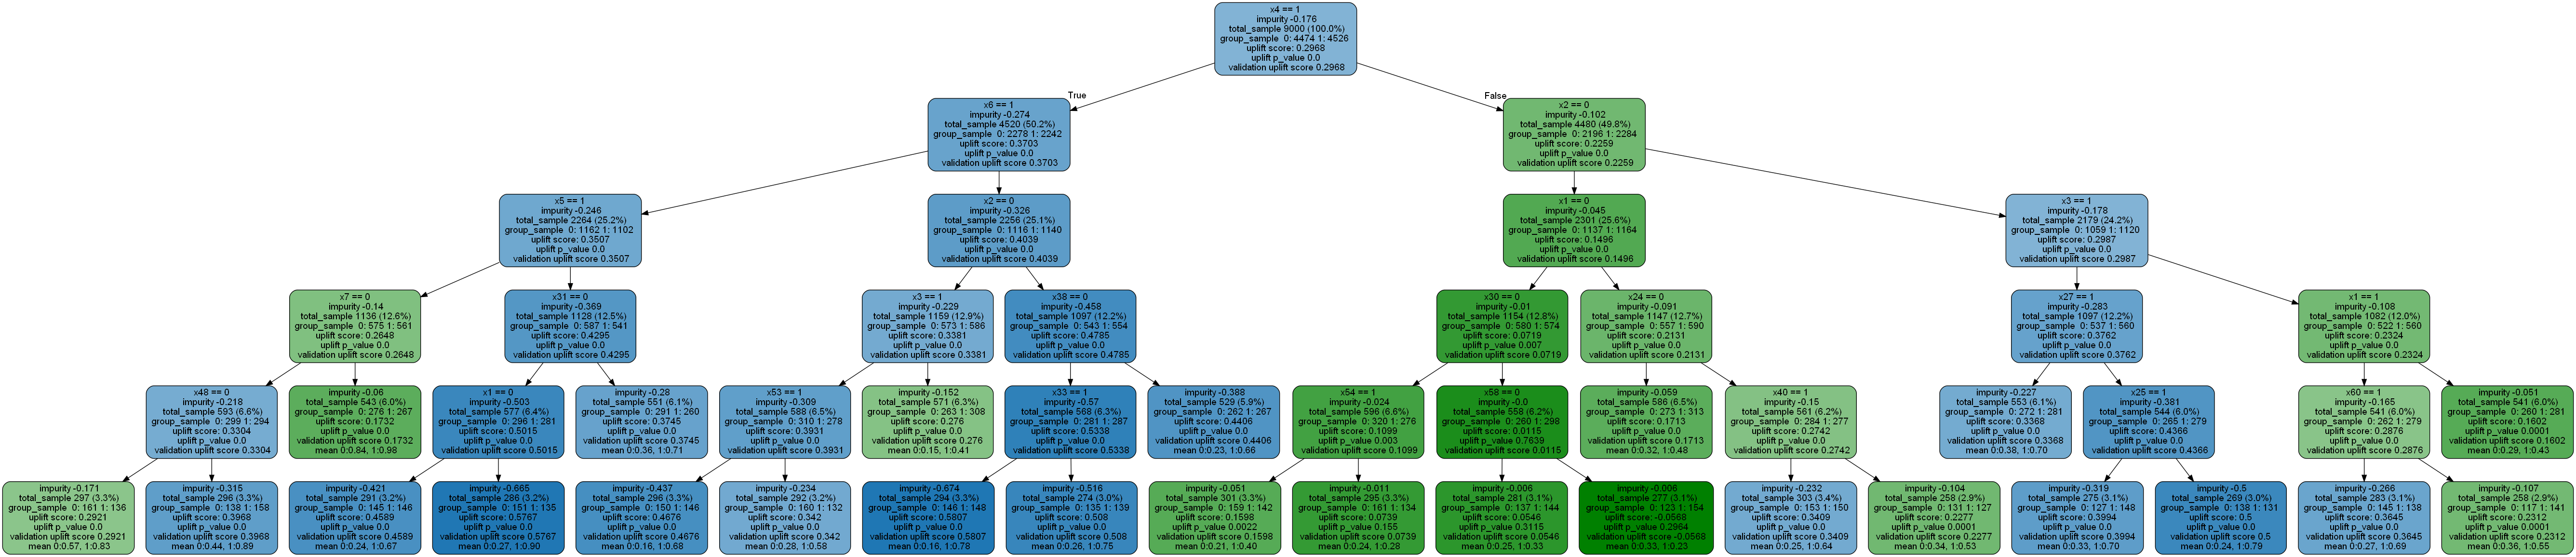 x4 == 1
impurity -0.176
total_sample 9000 (100.0%)
group_sample 0: 4474 1: 4526
uplift score: 0.2968
uplift p_value 0.0
validation uplift score 0.2968
True
False
x6 == 1
impurity -0.274
total_sample 4520 (50.2%)
group_sample 0: 2278 1: 2242
uplift score: 0.3703
uplift p_value 0.0
validation uplift score 0.3703
x2 == 0
impurity -0.102
total_sample 4480 (49.8%)
group_sample 0: 2196 1: 2284
uplift score: 0.2259
uplift p_value 0.0
validation uplift score 0.2259
x5 == 1
impurity -0.246
total_sample 2264 (25.2%)
group_sample 0: 1162 1: 1102
uplift score: 0.3507
uplift p_value 0.0
validation uplift score 0.3507
x2 == 0
impurity -0.326
total_sample 2256 (25.1%)
group_sample 0: 1116 1: 1140
uplift score: 0.4039
uplift p_value 0.0
validation uplift score 0.4039
x1 == 0
impurity -0.045
total_sample 2301 (25.6%)
group_sample 0: 1137 1: 1164
uplift score: 0.1496
uplift p_value 0.0
validation uplift score 0.1496
x3 == 1
impurity -0.178
total_sample 2179 (24.2%)
group_sample 0: 1059 1: 1120
uplift score: 0.2987
uplift p_value 0.0
validation uplift score 0.2987
x7 == 0
impurity -0.14
total_sample 1136 (12.6%)
group_sample 0: 575 1: 561
uplift score: 0.2648
uplift p_value 0.0
validation uplift score 0.2648
x31 == 0
impurity -0.369
total_sample 1128 (12.5%)
group_sample 0: 587 1: 541
uplift score: 0.4295
uplift p_value 0.0
validation uplift score 0.4295
x3 == 1
impurity -0.229
total_sample 1159 (12.9%)
group_sample 0: 573 1: 586
uplift score: 0.3381
uplift p_value 0.0
validation uplift score 0.3381
x38 == 0
impurity -0.458
total_sample 1097 (12.2%)
group_sample 0: 543 1: 554
uplift score: 0.4785
uplift p_value 0.0
validation uplift score 0.4785
x30 == 0
impurity -0.01
total_sample 1154 (12.8%)
group_sample 0: 580 1: 574
uplift score: 0.0719
uplift p_value 0.007
validation uplift score 0.0719
x24 == 0
impurity -0.091
total_sample 1147 (12.7%)
group_sample 0: 557 1: 590
uplift score: 0.2131
uplift p_value 0.0
validation uplift score 0.2131
x27 == 1
impurity -0.283
total_sample 1097 (12.2%)
group_sample 0: 537 1: 560
uplift score: 0.3762
uplift p_value 0.0
validation uplift score 0.3762
x1 == 1
impurity -0.108
total_sample 1082 (12.0%)
group_sample 0: 522 1: 560
uplift score: 0.2324
uplift p_value 0.0
validation uplift score 0.2324
x48 == 0
impurity -0.218
total_sample 593 (6.6%)
group_sample 0: 299 1: 294
uplift score: 0.3304
uplift p_value 0.0
validation uplift score 0.3304
impurity -0.06
total_sample 543 (6.0%)
group_sample 0: 276 1: 267
uplift score: 0.1732
uplift p_value 0.0
validation uplift score 0.1732
mean 0:0.84, 1:0.98
x1 == 0
impurity -0.503
total_sample 577 (6.4%)
group_sample 0: 296 1: 281
uplift score: 0.5015
uplift p_value 0.0
validation uplift score 0.5015
impurity -0.28
total_sample 551 (6.1%)
group_sample 0: 291 1: 260
uplift score: 0.3745
uplift p_value 0.0
validation uplift score 0.3745
mean 0:0.36, 1:0.71
x53 == 1
impurity -0.309
total_sample 588 (6.5%)
group_sample 0: 310 1: 278
uplift score: 0.3931
uplift p_value 0.0
validation uplift score 0.3931
impurity -0.152
total_sample 571 (6.3%)
group_sample 0: 263 1: 308
uplift score: 0.276
uplift p_value 0.0
validation uplift score 0.276
mean 0:0.15, 1:0.41
x33 == 1
impurity -0.57
total_sample 568 (6.3%)
group_sample 0: 281 1: 287
uplift score: 0.5338
uplift p_value 0.0
validation uplift score 0.5338
impurity -0.388
total_sample 529 (5.9%)
group_sample 0: 262 1: 267
uplift score: 0.4406
uplift p_value 0.0
validation uplift score 0.4406
mean 0:0.23, 1:0.66
x54 == 1
impurity -0.024
total_sample 596 (6.6%)
group_sample 0: 320 1: 276
uplift score: 0.1099
uplift p_value 0.003
validation uplift score 0.1099
x58 == 0
impurity -0.0
total_sample 558 (6.2%)
group_sample 0: 260 1: 298
uplift score: 0.0115
uplift p_value 0.7639
validation uplift score 0.0115
impurity -0.059
total_sample 586 (6.5%)
group_sample 0: 273 1: 313
uplift score: 0.1713
uplift p_value 0.0
validation uplift score 0.1713
mean 0:0.32, 1:0.48
x40 == 1
impurity -0.15
total_sample 561 (6.2%)
group_sample 0: 284 1: 277
uplift score: 0.2742
uplift p_value 0.0
validation uplift score 0.2742
impurity -0.227
total_sample 553 (6.1%)
group_sample 0: 272 1: 281
uplift score: 0.3368
uplift p_value 0.0
validation uplift score 0.3368
mean 0:0.38, 1:0.70
x25 == 1
impurity -0.381
total_sample 544 (6.0%)
group_sample 0: 265 1: 279
uplift score: 0.4366
uplift p_value 0.0
validation uplift score 0.4366
x60 == 1
impurity -0.165
total_sample 541 (6.0%)
group_sample 0: 262 1: 279
uplift score: 0.2876
uplift p_value 0.0
validation uplift score 0.2876
impurity -0.051
total_sample 541 (6.0%)
group_sample 0: 260 1: 281
uplift score: 0.1602
uplift p_value 0.0001
validation uplift score 0.1602
mean 0:0.29, 1:0.43
impurity -0.171
total_sample 297 (3.3%)
group_sample 0: 161 1: 136
uplift score: 0.2921
uplift p_value 0.0
validation uplift score 0.2921
mean 0:0.57, 1:0.83
impurity -0.315
total_sample 296 (3.3%)
group_sample 0: 138 1: 158
uplift score: 0.3968
uplift p_value 0.0
validation uplift score 0.3968
mean 0:0.44, 1:0.89
impurity -0.421
total_sample 291 (3.2%)
group_sample 0: 145 1: 146
uplift score: 0.4589
uplift p_value 0.0
validation uplift score 0.4589
mean 0:0.24, 1:0.67
impurity -0.665
total_sample 286 (3.2%)
group_sample 0: 151 1: 135
uplift score: 0.5767
uplift p_value 0.0
validation uplift score 0.5767
mean 0:0.27, 1:0.90
impurity -0.437
total_sample 296 (3.3%)
group_sample 0: 150 1: 146
uplift score: 0.4676
uplift p_value 0.0
validation uplift score 0.4676
mean 0:0.16, 1:0.68
impurity -0.234
total_sample 292 (3.2%)
group_sample 0: 160 1: 132
uplift score: 0.342
uplift p_value 0.0
validation uplift score 0.342
mean 0:0.28, 1:0.58
impurity -0.674
total_sample 294 (3.3%)
group_sample 0: 146 1: 148
uplift score: 0.5807
uplift p_value 0.0
validation uplift score 0.5807
mean 0:0.16, 1:0.78
impurity -0.516
total_sample 274 (3.0%)
group_sample 0: 135 1: 139
uplift score: 0.508
uplift p_value 0.0
validation uplift score 0.508
mean 0:0.26, 1:0.75
impurity -0.051
total_sample 301 (3.3%)
group_sample 0: 159 1: 142
uplift score: 0.1598
uplift p_value 0.0022
validation uplift score 0.1598
mean 0:0.21, 1:0.40
impurity -0.011
total_sample 295 (3.3%)
group_sample 0: 161 1: 134
uplift score: 0.0739
uplift p_value 0.155
validation uplift score 0.0739
mean 0:0.24, 1:0.28
impurity -0.006
total_sample 281 (3.1%)
group_sample 0: 137 1: 144
uplift score: 0.0546
uplift p_value 0.3115
validation uplift score 0.0546
mean 0:0.25, 1:0.33
impurity -0.006
total_sample 277 (3.1%)
group_sample 0: 123 1: 154
uplift score: -0.0568
uplift p_value 0.2964
validation uplift score -0.0568
mean 0:0.33, 1:0.23
impurity -0.232
total_sample 303 (3.4%)
group_sample 0: 153 1: 150
uplift score: 0.3409
uplift p_value 0.0
validation uplift score 0.3409
mean 0:0.25, 1:0.64
impurity -0.104
total_sample 258 (2.9%)
group_sample 0: 131 1: 127
uplift score: 0.2277
uplift p_value 0.0001
validation uplift score 0.2277
mean 0:0.34, 1:0.53
impurity -0.319
total_sample 275 (3.1%)
group_sample 0: 127 1: 148
uplift score: 0.3994
uplift p_value 0.0
validation uplift score 0.3994
mean 0:0.33, 1:0.70
impurity -0.5
total_sample 269 (3.0%)
group_sample 0: 138 1: 131
uplift score: 0.5
uplift p_value 0.0
validation uplift score 0.5
mean 0:0.24, 1:0.79
impurity -0.266
total_sample 283 (3.1%)
group_sample 0: 145 1: 138
uplift score: 0.3645
uplift p_value 0.0
validation uplift score 0.3645
mean 0:0.27, 1:0.69
impurity -0.107
total_sample 258 (2.9%)
group_sample 0: 117 1: 141
uplift score: 0.2312
uplift p_value 0.0001
validation uplift score 0.2312
mean 0:0.36, 1:0.55